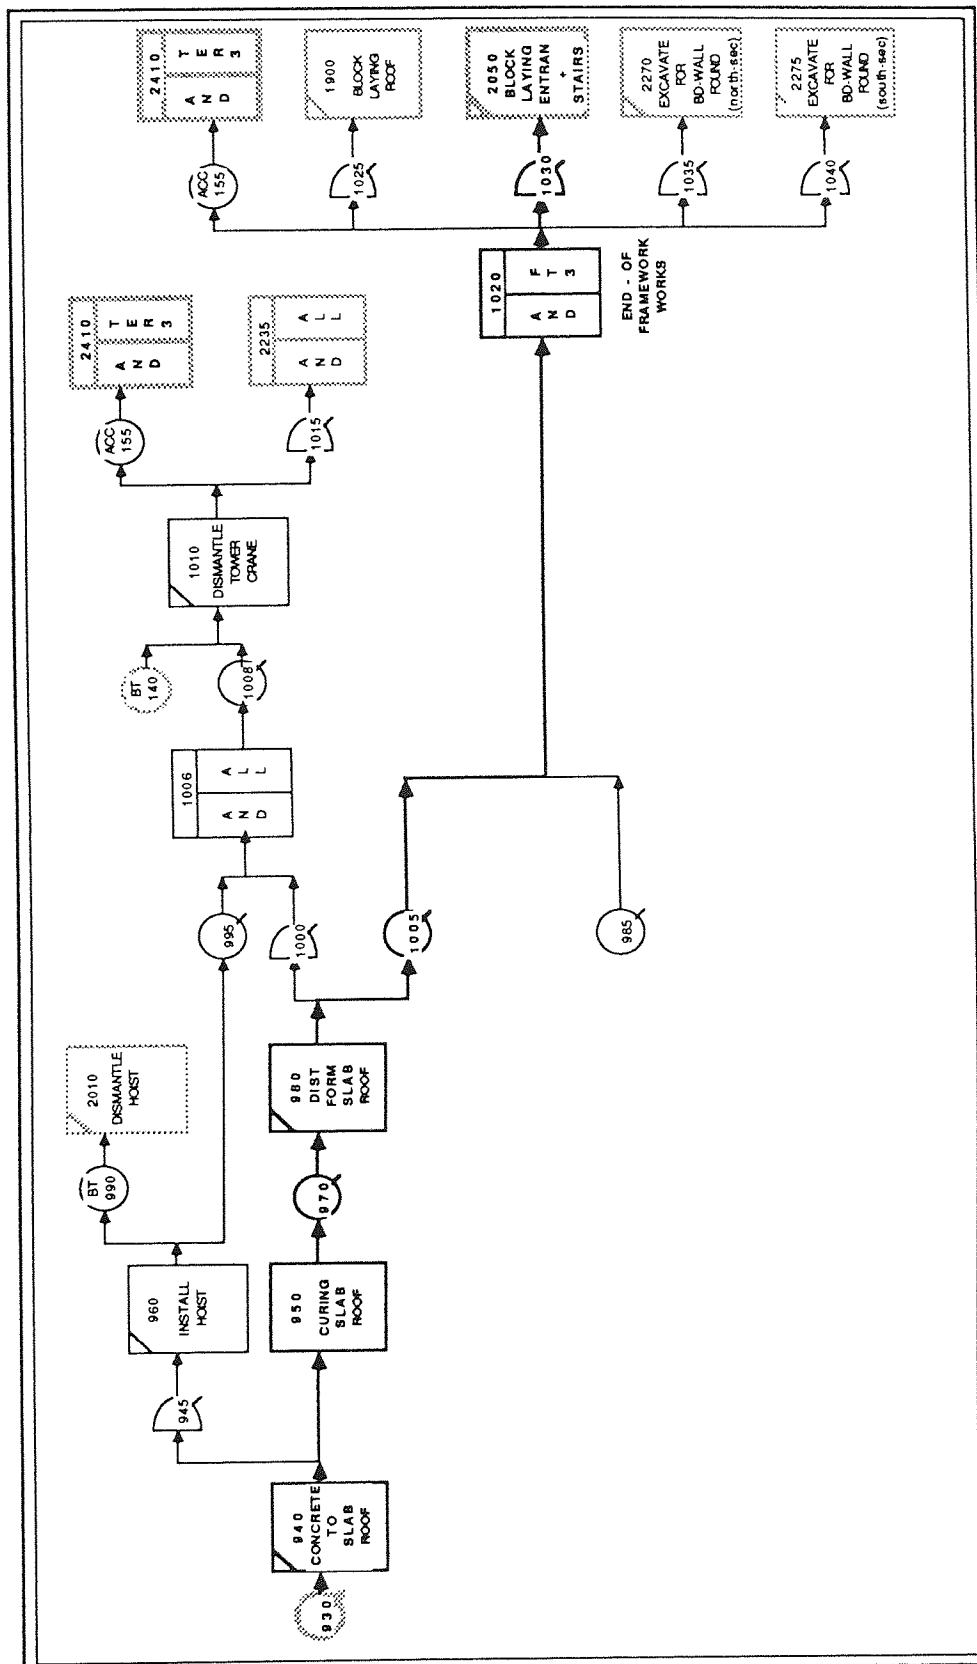 930
940
CONCRETE
TO
SLAB
ROOF
945
960
INSTALL
HOIST
950
CURING
SLAB
ROOF
BT
990
2010
DISMANTLE
HOIST
970
980
DIST
FORM
SLAB
ROOF
995
1000
1005
985
1006
A
N
D
A
L
L
BT
140
1008
1010
DISMANTLE
TOWER
CRANE
ACC
155
2410
A
N
D
T
E
R
3
1015
2235
A
N
D
A
L
L
1020
A
N
D
F
T
3
END - OF
FRAMEWORK
WORKS
ACC
155
2410
A
N
D
T
E
R
3
1025
1900
BLOCK
LAYING
ROOF
1030
2050
BLOCK
LAYING
ENTRAN
+
STAIRS
1035
2270
EXCAVATE
FOR
BD-WALL
FOUND
(north-sec)
1040
2275
EXCAVATE
FOR
BD-WALL
FOUND
(south-sec)